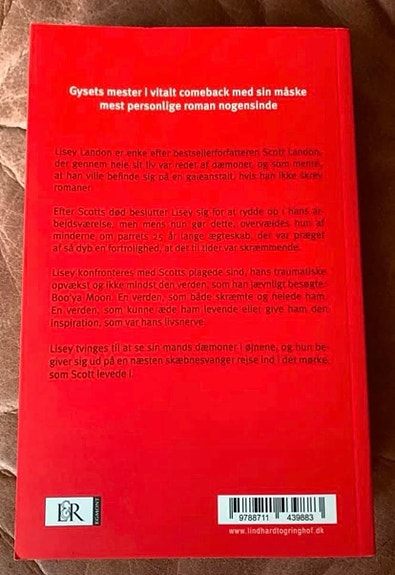 Gysets mester i vitalt comeback med sin måske
mest personlige roman nogensinde
Lisey Landon er enke efter bestsellerforfatteren Scott Landon,
der gennem hele sit liv var redet af dæmoner, og som mente,
at han ville befinde sig på en galeanstalt, hvis han ikke skrev
romaner.
Efter Scotts død beslutter Lisey sig for at rydde op i hans ar-
bejdsværelse, men mens hun gør dette, overvældes hun af
minderne om parrets 25 år lange ægteskab, der var præget
af så dyb en fortrolighed, at det til tider var skræmmende.
Lisey konfronteres med Scotts plagede sind, hans traumatiske
opvækst og ikke mindst den verden, som han jævnligt besøgte:
Boo'ya Moon. En verden, som både skræmte og helede ham.
En verden, som kunne æde ham levende eller give ham den
inspiration, som var hans livsnerve.
Lisey tvinges til at se sin mands dæmoner i øjnene, og hun be-
giver sig ud på en næsten skæbnesvanger rejse ind i det mørke,
som Scott levede i.
L&R
EGMONT
9 788711 439883
www.lindhardtogringhof.dk